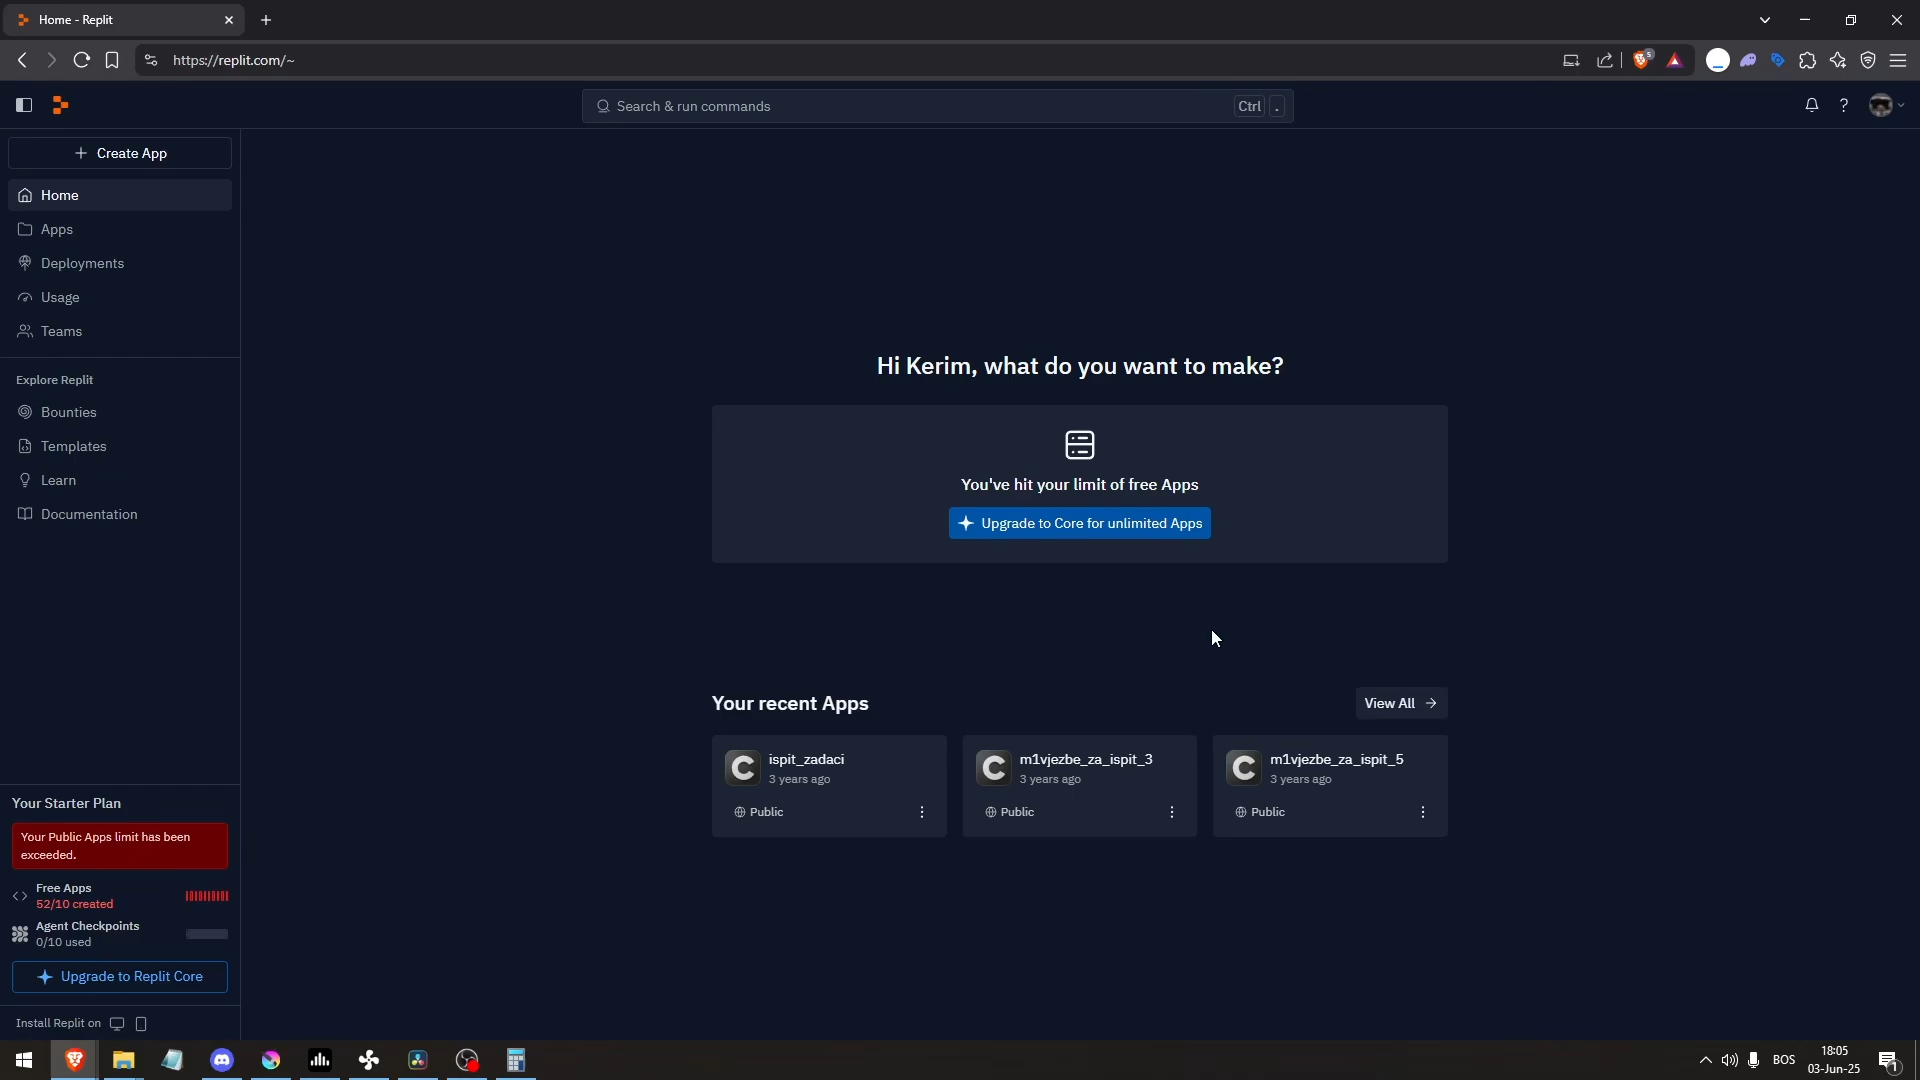 Home - Replit
https://replit.com/~
5
Search & run commands
Ctrl .
?
Create App
Home
Apps
Deployments
Usage
Teams
Explore Replit
Bounties
Templates
Learn
Documentation
Hi Kerim, what do you want to make?
You've hit your limit of free Apps
Upgrade to Core for unlimited Apps
Your recent Apps
View All →
C
ispit_zadaci
3 years ago
Public
C
m1vjezbe_za_ispit_3
3 years ago
Public
C
m1vjezbe_za_ispit_5
3 years ago
Public
Your Starter Plan
Your Public Apps limit has been
exceeded.
Free Apps
52/10 created
Agent Checkpoints
0/10 used
Upgrade to Replit Core
Install Replit on
BOS
18:05
03-Jun-25
1